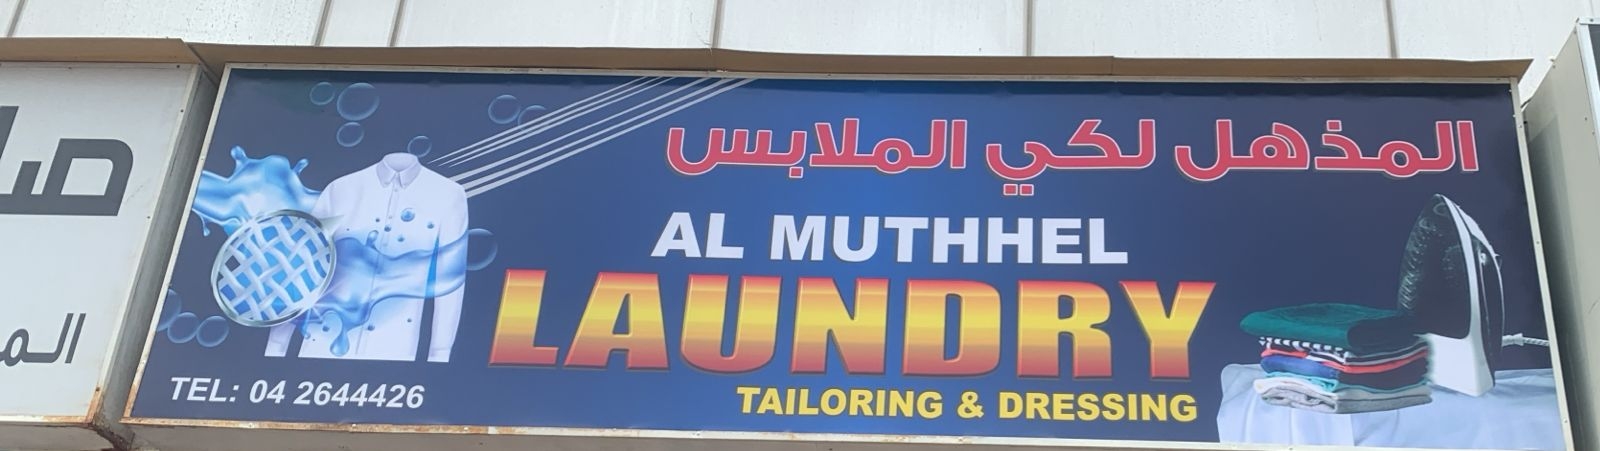 المذهل لكي الملابس
AL MUTHHEL
LAUNDRY
TAILORING & DRESSING
TEL: 04 2644426